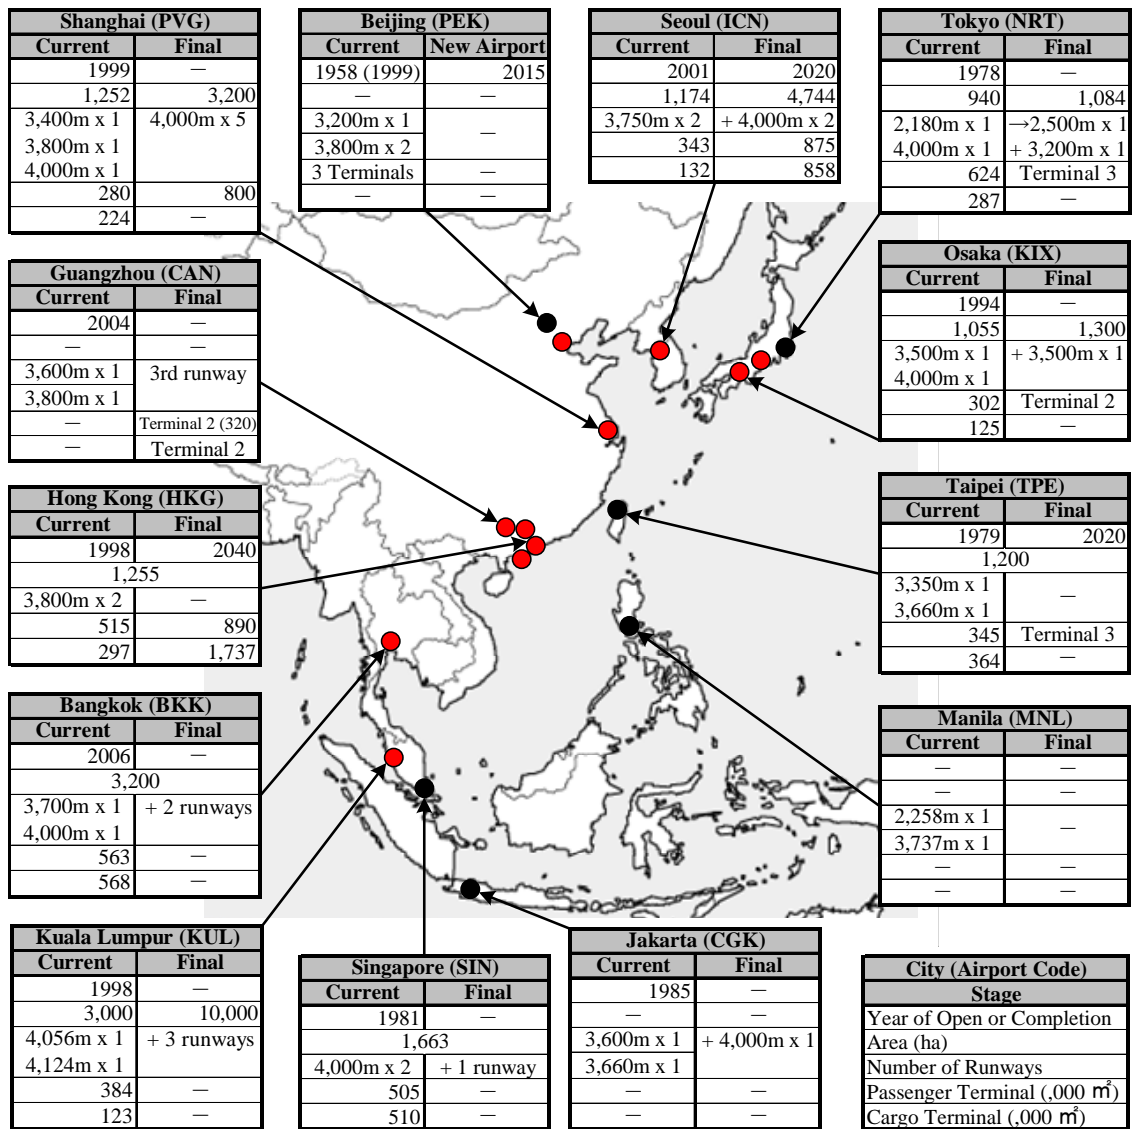 Shanghai (PVG)
Current Final
1999 —
1,252 3,200
3,400m x 1 4,000m x 5
3,800m x 1
4,000m x 1
280 800
224 —
Beijing (PEK)
Current New Airport
1958 (1999) 2015
— —
3,200m x 1 —
3,800m x 2
3 Terminals —
— —
Seoul (ICN)
Current Final
2001 2020
1,174 4,744
3,750m x 2 + 4,000m x 2
343 875
132 858
Tokyo (NRT)
Current Final
1978 —
940 1,084
2,180m x 1 →2,500m x 1
4,000m x 1 + 3,200m x 1
624 Terminal 3
287 —
Guangzhou (CAN)
Current Final
2004 —
— —
3,600m x 1 3rd runway
3,800m x 1
— Terminal 2 (320)
— Terminal 2
Osaka (KIX)
Current Final
1994 —
1,055 1,300
3,500m x 1 + 3,500m x 1
4,000m x 1
302 Terminal 2
125 —
Hong Kong (HKG)
Current Final
1998 2040
1,255
3,800m x 2 —
515 890
297 1,737
Taipei (TPE)
Current Final
1979 2020
1,200
3,350m x 1 —
3,660m x 1
345 Terminal 3
364 —
Bangkok (BKK)
Current Final
2006 —
3,200
3,700m x 1 + 2 runways
4,000m x 1
563 —
568 —
Manila (MNL)
Current Final
— —
— —
2,258m x 1 —
3,737m x 1
— —
— —
Kuala Lumpur (KUL)
Current Final
1998 —
3,000 10,000
4,056m x 1 + 3 runways
4,124m x 1
384 —
123 —
Singapore (SIN)
Current Final
1981 —
1,663
4,000m x 2 + 1 runway
505 —
510 —
Jakarta (CGK)
Current Final
1985 —
— —
3,600m x 1 + 4,000m x 1
3,660m x 1
— —
— —
City (Airport Code)
Stage
Year of Open or Completion
Area (ha)
Number of Runways
Passenger Terminal (,000 ㎡)
Cargo Terminal (,000 ㎡)